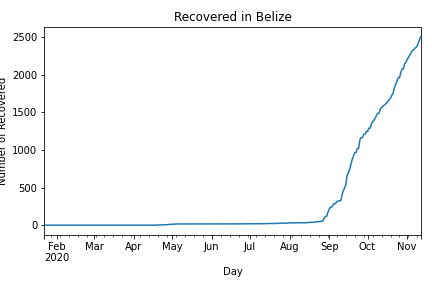 Recovered in Belize
Number of Recovered
2500
2000
1500
1000
500
0
Feb Mar Apr May Jun Jul Aug Sep Oct Nov
2020
Day